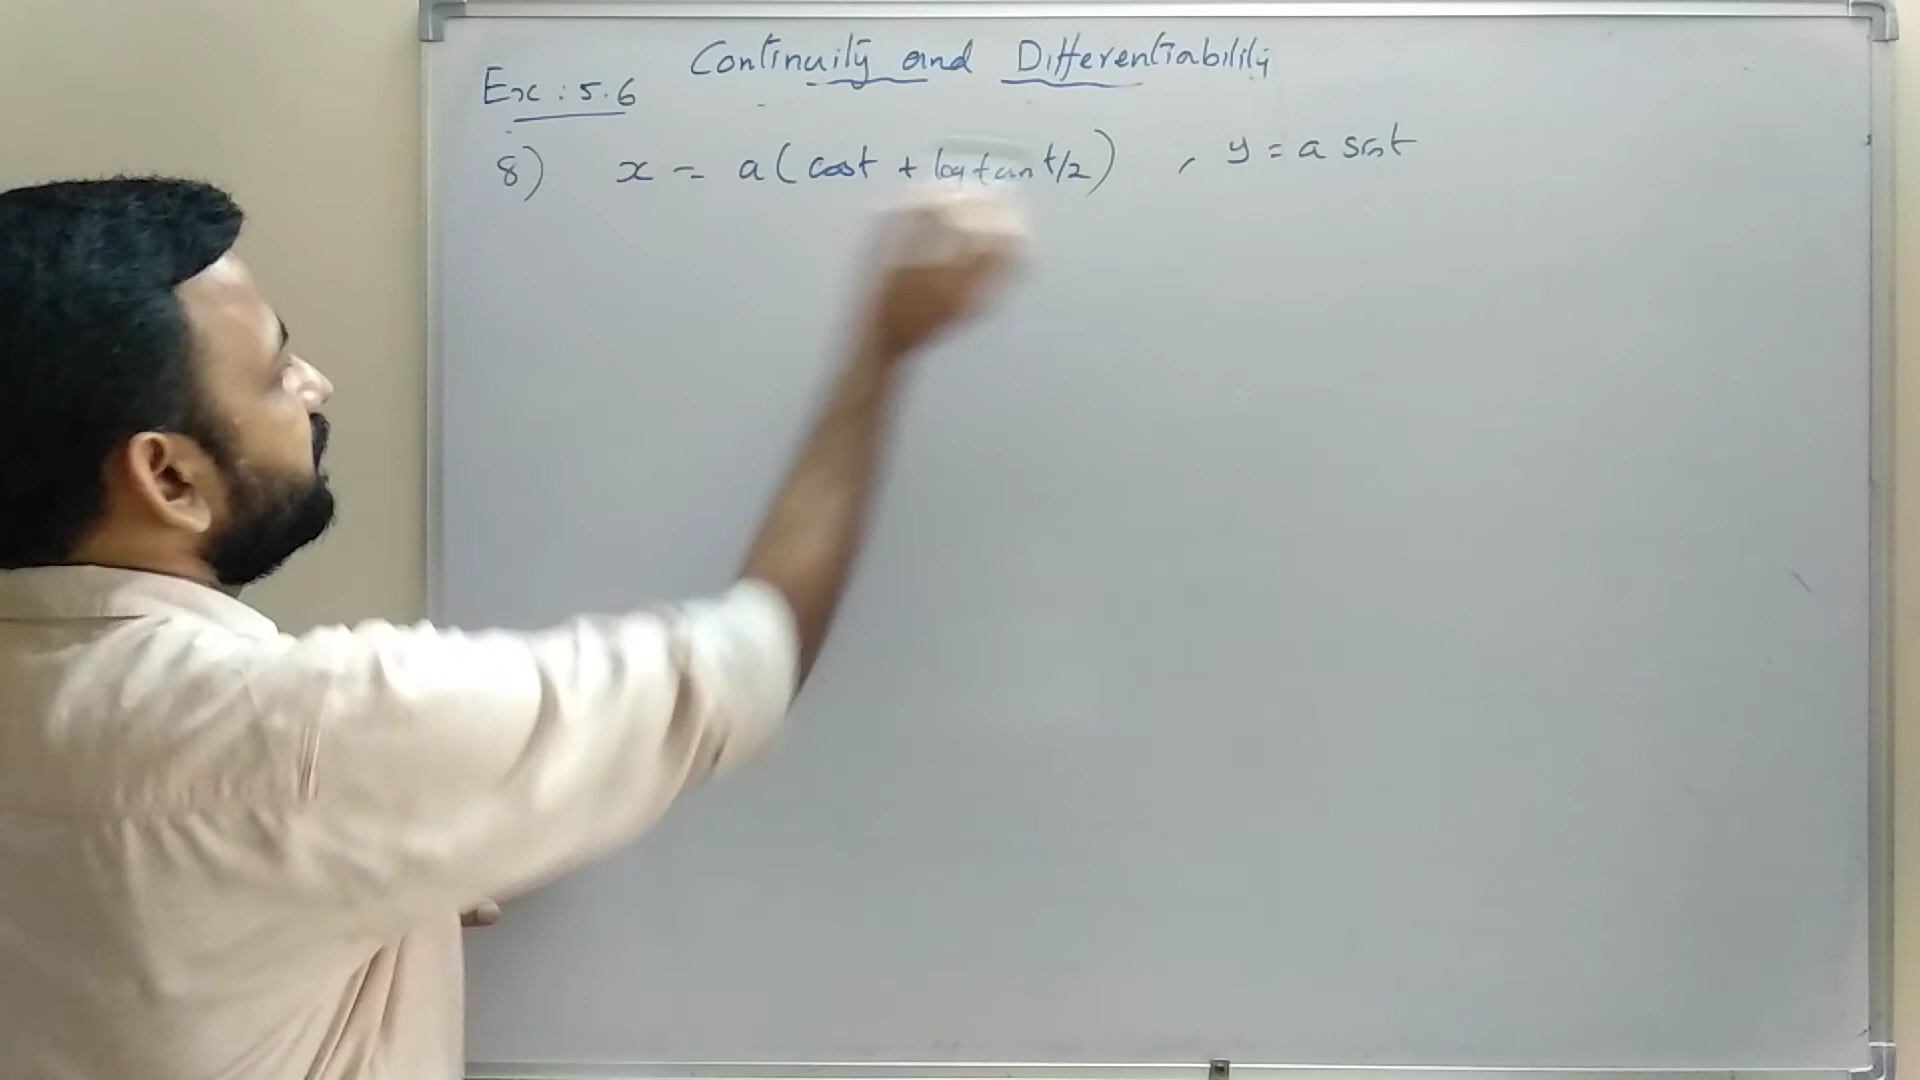 Continuity and Differentiability
Ex : 5.6
8) x = a(cost + log tan t/2) , y = a sint